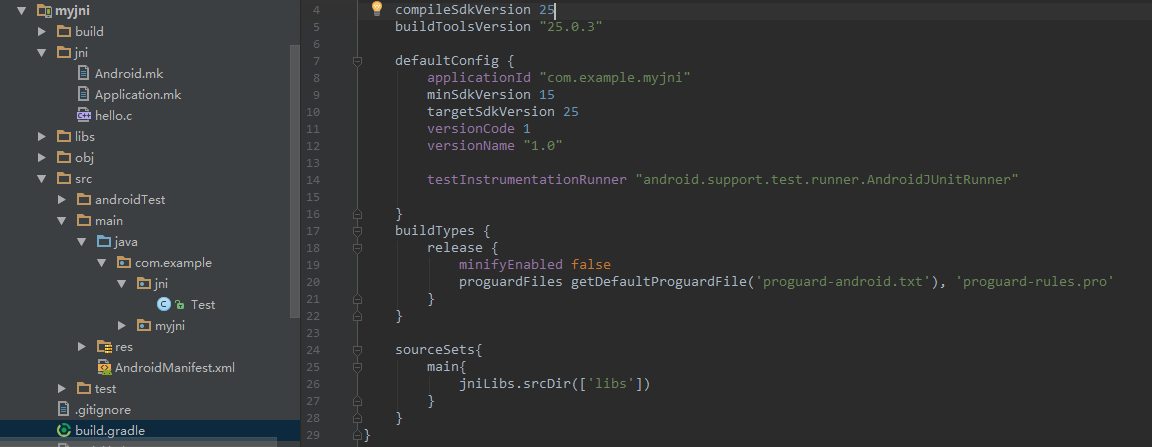 myjni
build
jni
Android.mk
Application.mk
hello.c
libs
obj
src
androidTest
main
java
com.example
jni
Test
myjni
res
AndroidManifest.xml
test
.gitignore
build.gradle
4 compileSdkVersion 25
5 buildToolsVersion "25.0.3"
6
7 defaultConfig {
8 applicationId "com.example.myjni"
9 minSdkVersion 15
10 targetSdkVersion 25
11 versionCode 1
12 versionName "1.0"
13
14 testInstrumentationRunner "android.support.test.runner.AndroidJUnitRunner"
15
16 }
17 buildTypes {
18 release {
19 minifyEnabled false
20 proguardFiles getDefaultProguardFile('proguard-android.txt'), 'proguard-rules.pro'
21 }
22 }
23
24 sourceSets{
25 main{
26 jniLibs.srcDir(['libs'])
27 }
28 }
29 }